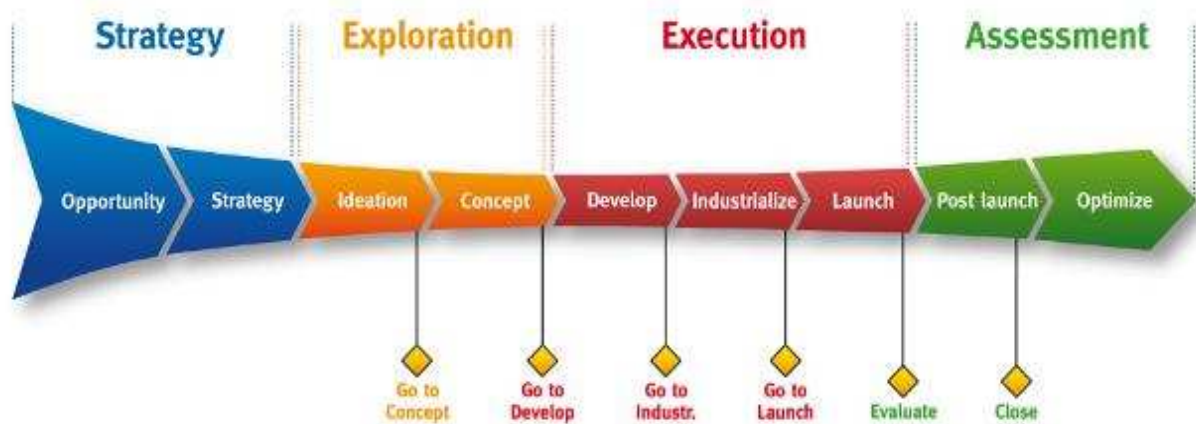 Strategy
Exploration
Execution
Assessment
Opportunity
Strategy
Ideation
Concept
Develop
Industrialize
Launch
Post launch
Optimize
Go to
Concept
Go to
Develop
Go to
Industr.
Go to
Launch
Evaluate
Close